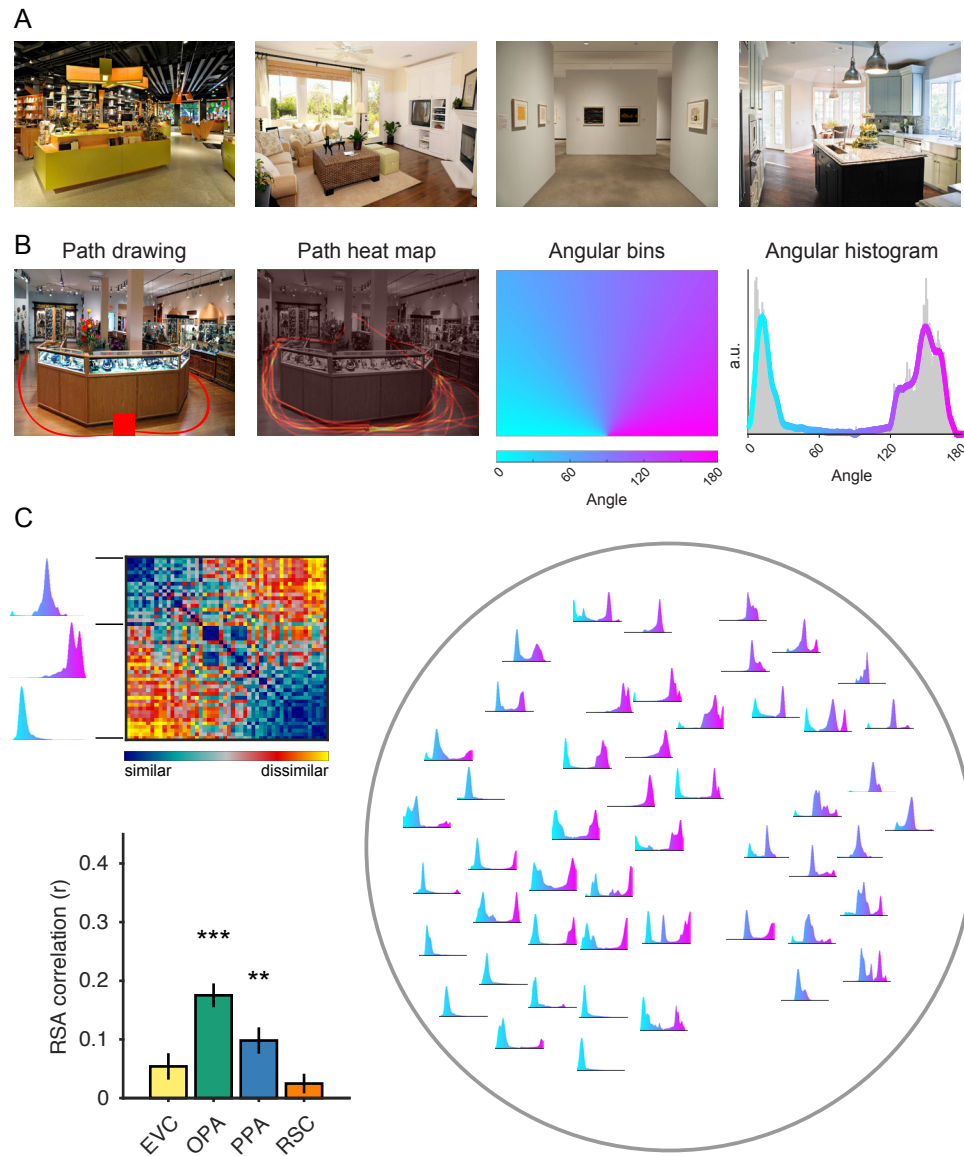 A
B
Path drawing
Path heat map
Angular bins
Angular histogram
a.u.
0
60
120
180
Angle
0
60
120
180
Angle
C
similar
dissimilar
RSA correlation (r)
0.4
0.3
0.2
0.1
0
***
**
EVC
OPA
PPA
RSC